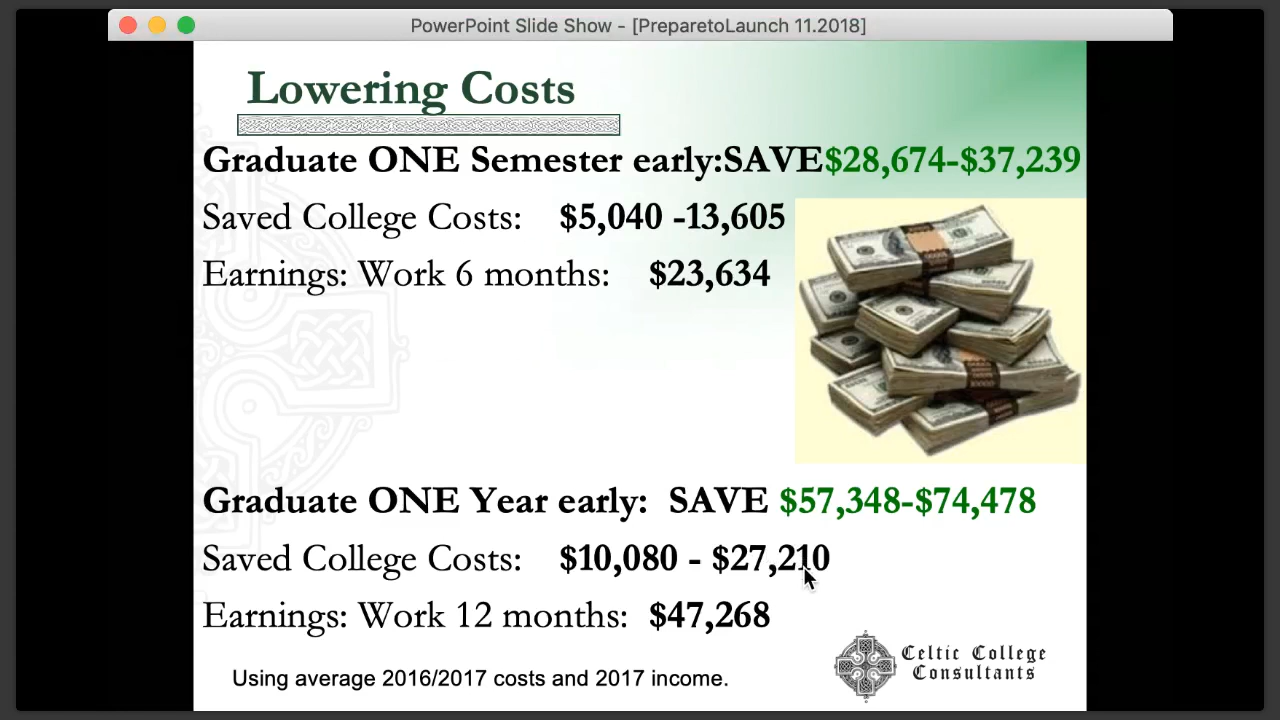 PowerPoint Slide Show - [PreparetoLaunch 11.2018]
Lowering Costs
Graduate ONE Semester early:SAVE$28,674-$37,239
Saved College Costs: $5,040 -13,605
Earnings: Work 6 months: $23,634
Graduate ONE Year early: SAVE $57,348-$74,478
Saved College Costs: $10,080 - $27,210
Earnings: Work 12 months: $47,268
Using average 2016/2017 costs and 2017 income.
Celtic College
Consultants